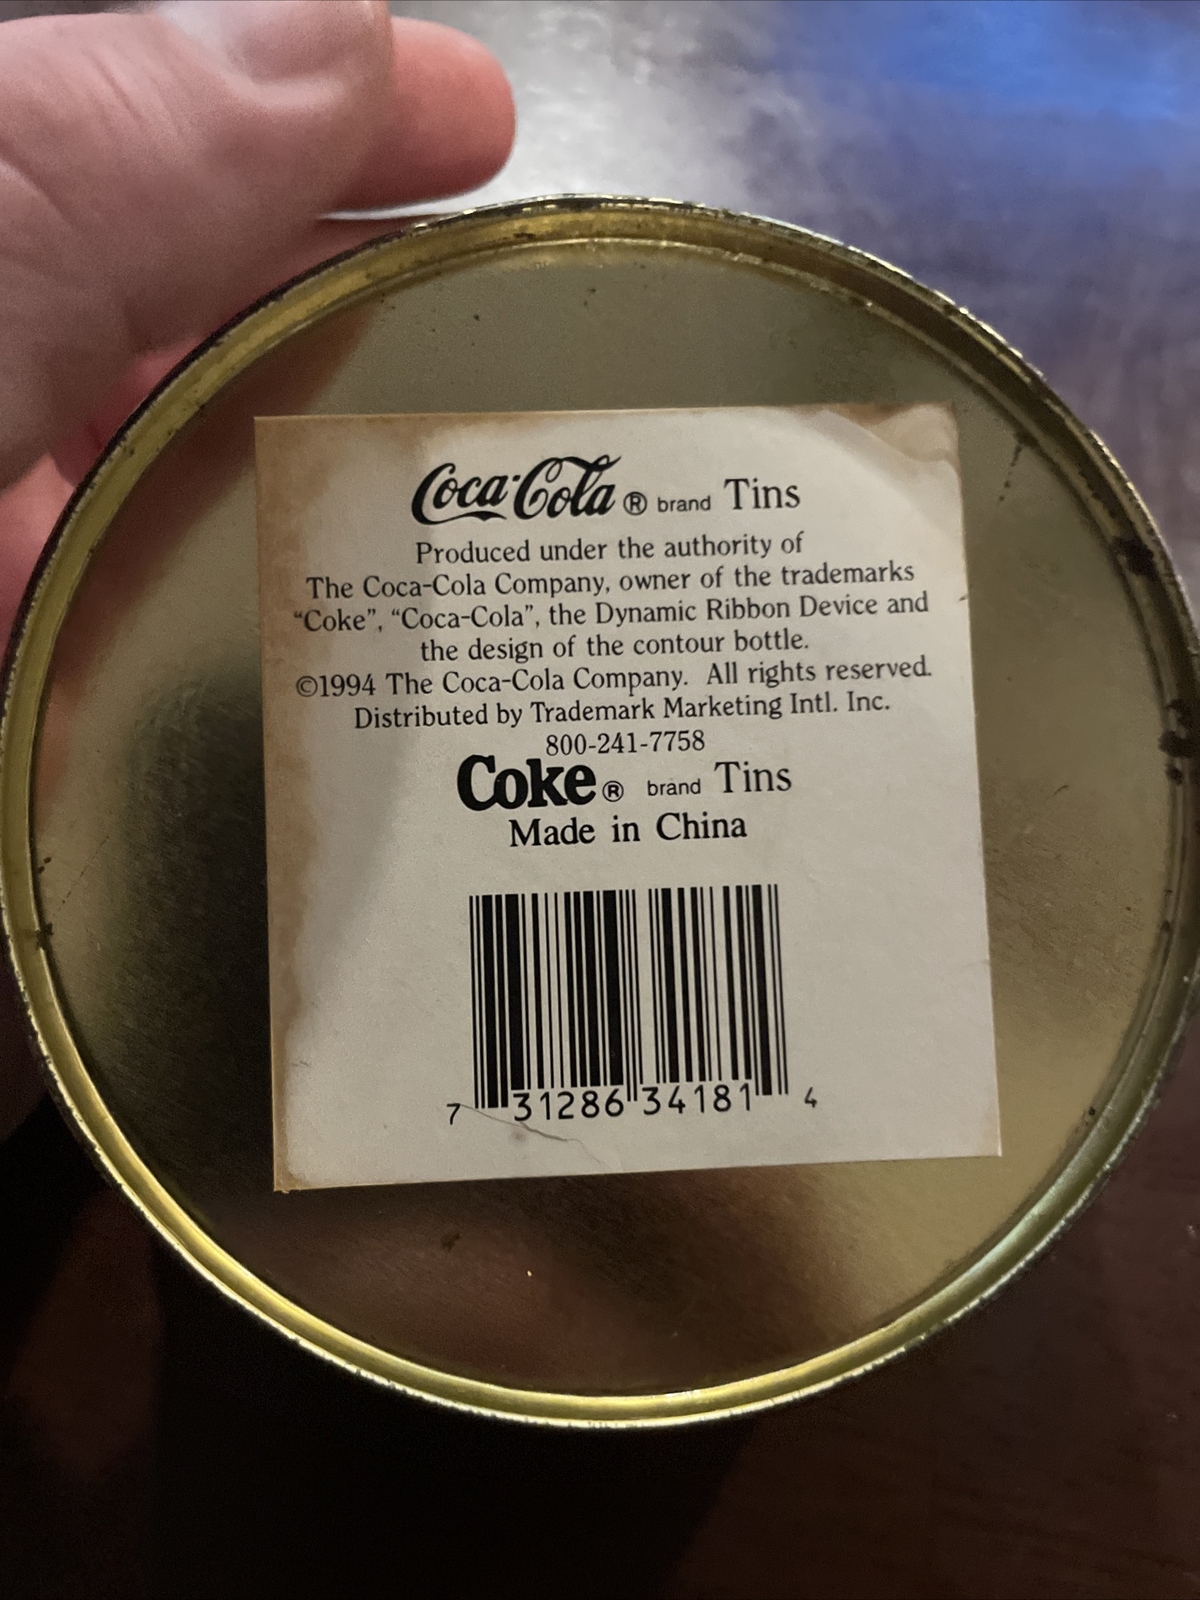 Coca-Cola ® brand Tins
Produced under the authority of
The Coca-Cola Company, owner of the trademarks
“Coke”, “Coca-Cola”, the Dynamic Ribbon Device and
the design of the contour bottle.
©1994 The Coca-Cola Company. All rights reserved.
Distributed by Trademark Marketing Intl. Inc.
800-241-7758
Coke ® brand Tins
Made in China
7 31286 34181 4